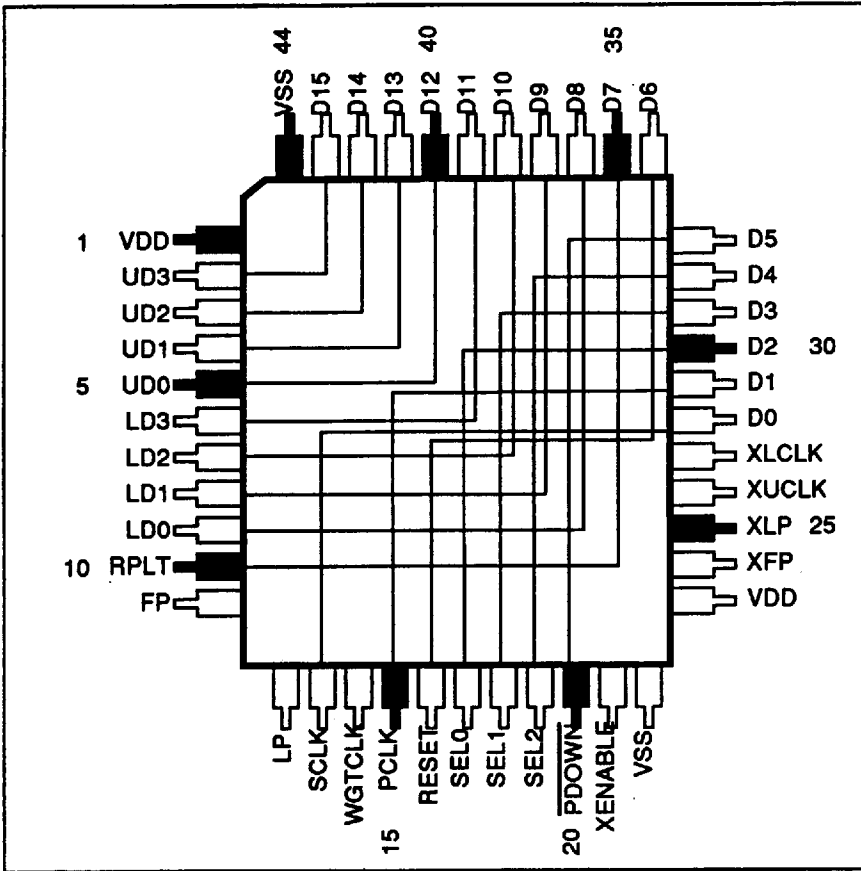 44
40
35
VSS
D15
D14
D13
D12
D11
D10
D9
D8
D7
D6
1 VDD
UD3
UD2
UD1
5 UD0
LD3
LD2
LD1
LD0
10 RPLT
FP
D5
D4
D3
D2 30
D1
D0
XLCLK
XUCLK
XLP 25
XFP
VDD
LP
SCLK
WGTCLK
PCLK
RESET
SEL0
SEL1
SEL2
PDOWN
XENABLE
VSS
15
20